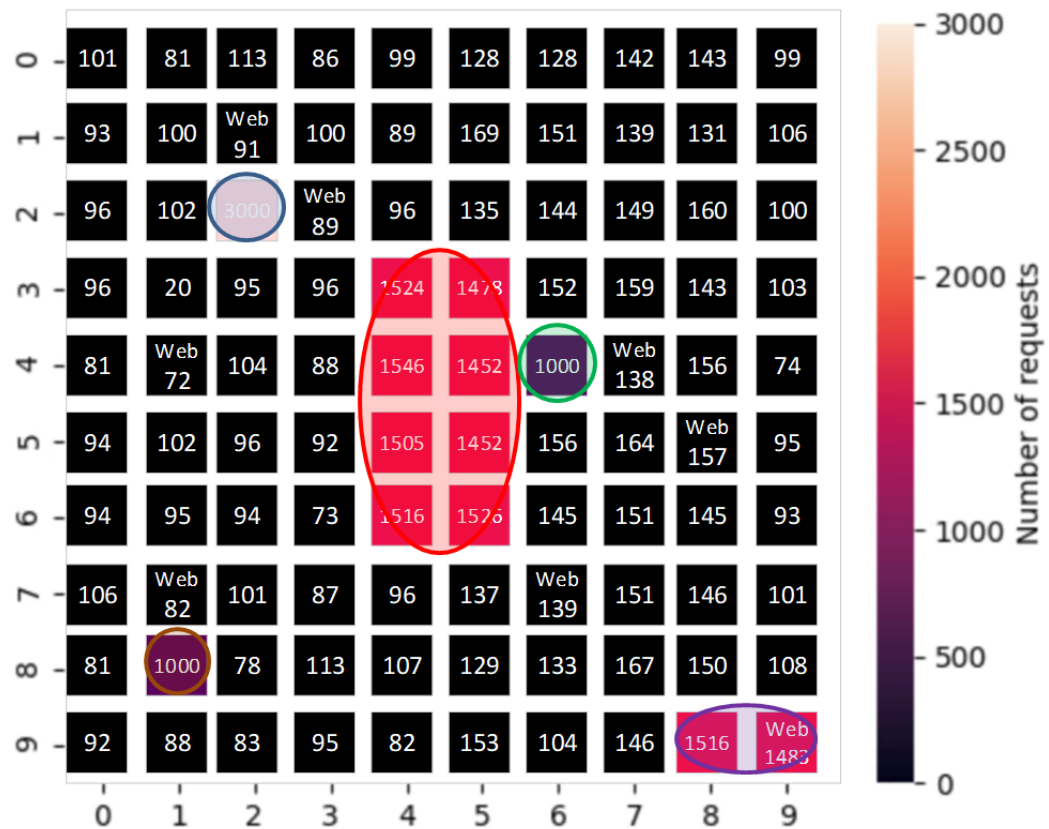 3000
0 101 81 113 86 99 128 128 142 143 99
Web
1 93 100 91 100 89 169 151 139 131 106
2500
Web
2 96 102 3000 89 96 135 144 149 160 100
2000
3 96 20 95 96 1524 1478 152 159 143 103
Web Web
4 81 72 104 88 1546 1452 1000 138 156 74
1500
Web
5 94 102 96 92 1505 1452 156 164 157 95
6 94 95 94 73 1516 1526 145 151 145 93
1000
Web Web
7 106 82 101 87 96 137 139 151 146 101
500
8 81 1000 78 113 107 129 133 167 150 108
Web
9 92 88 83 95 82 153 104 146 1516 1483
0
0 1 2 3 4 5 6 7 8 9
Number of requests